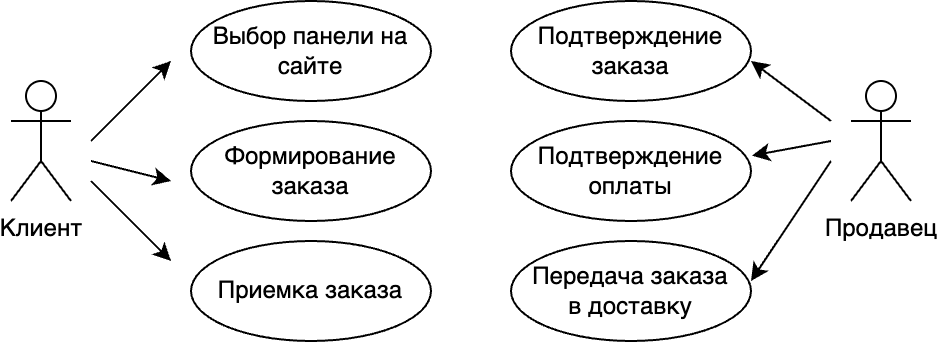 Выбор панели на
сайте
Подтверждение
заказа
Формирование
заказа
Подтверждение
оплаты
Клиент
Продавец
Приемка заказа
Передача заказа
в доставку